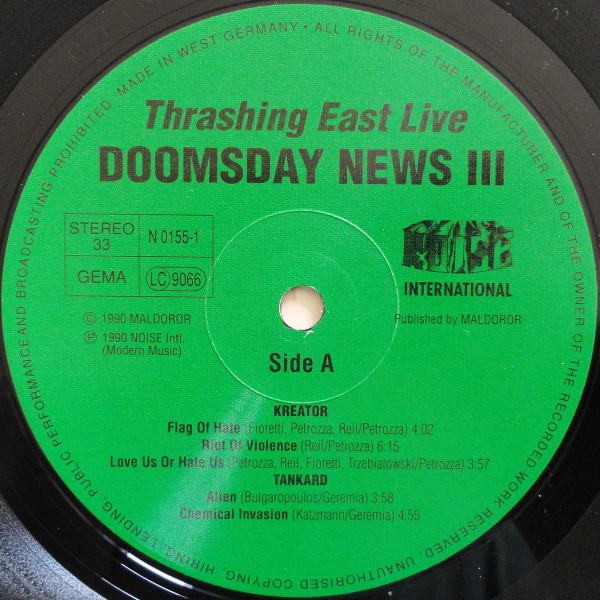 MADE IN WEST GERMANY • ALL RIGHTS OF THE MANUFACTURER AND OF THE OWNER OF THE RECORDED WORK RESERVED. UNAUTHORISED COPYING, HIRING, LENDING, PUBLIC PERFORMANCE AND BROADCASTING PROHIBITED.
Thrashing East Live
DOOMSDAY NEWS III
STEREO
33
N 0155-1
GEMA
LC 9066
NOISE
INTERNATIONAL
© 1990 MALDOROR
Published by MALDOROR
℗ 1990 NOISE Intl.
(Modern Music)
Side A
KREATOR
Flag Of Hate (Fioretti, Petrozza, Reil/Petrozza) 4:02
Riot Of Violence (Reil/Petrozza) 6:15
Love Us Or Hate Us (Petrozza, Reil, Fioretti, Trzebiatowski/Petrozza) 3:57
TANKARD
Alien (Bulgaropoulos/Geremia) 3:58
Chemical Invasion (Katzmann/Geremia) 4:55